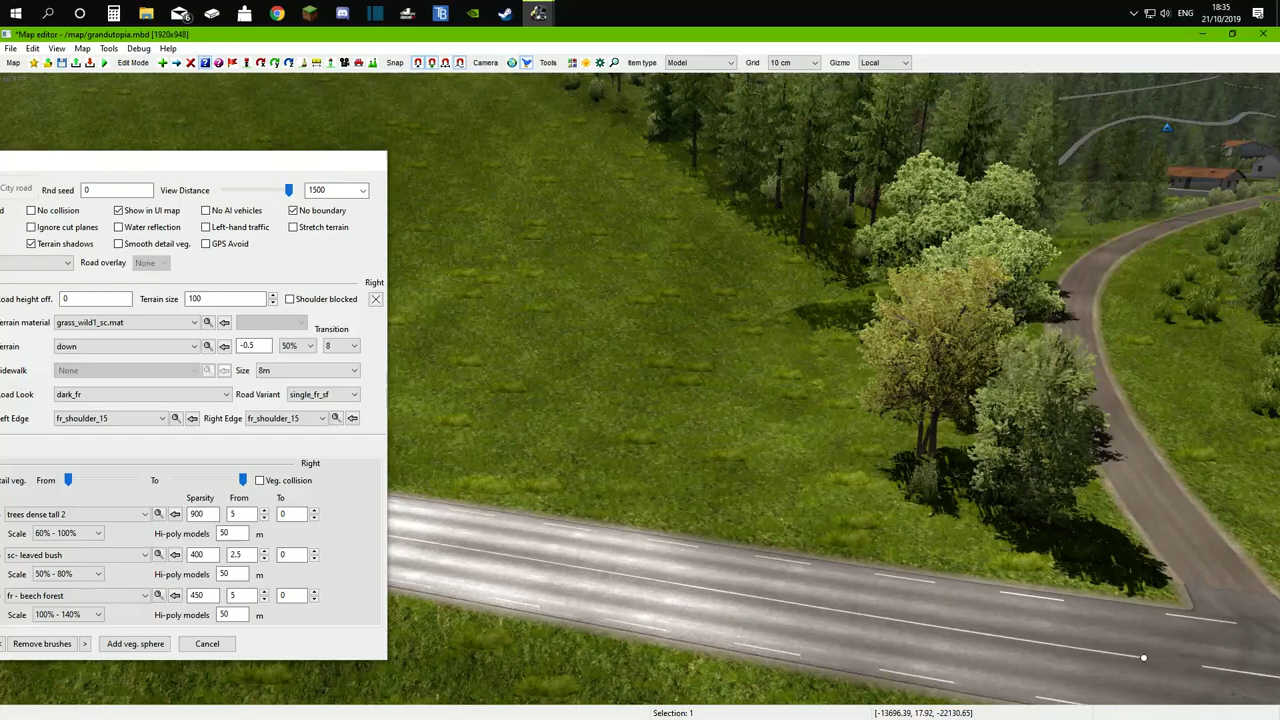 6
ENG
18:35
21/10/2019
*Map editor - /map/grandutopia.mbd [1920x948]
File Edit View Map Tools Debug Help
Map Edit Mode Snap Camera Tools Item type Model Grid 10 cm Gizmo Local
City road Rnd seed 0 View Distance 1500
No collision Show in UI map No AI vehicles No boundary
Ignore cut planes Water reflection Left-hand traffic Stretch terrain
Terrain shadows Smooth detail veg. GPS Avoid
Road overlay None
Right
Road height off. 0 Terrain size 100 Shoulder blocked
Terrain material grass_wild1_sc.mat
Transition
Terrain down -0.5 50% 8
idewalk None Size 8m
Road Look dark_fr Road Variant single_fr_sf
eft Edge fr_shoulder_15 Right Edge fr_shoulder_15
Right
tail veg. From To Veg. collision
Sparsity From To
trees dense tall 2 900 5 0
Scale 60% - 100% Hi-poly models 50 m
sc- leaved bush 400 2.5 0
Scale 50% - 80% Hi-poly models 50 m
fr - beech forest 450 5 0
Scale 100% - 140% Hi-poly models 50 m
Remove brushes > Add veg. sphere Cancel
Selection: 1 [-13696.39, 17.92, -22130.65]